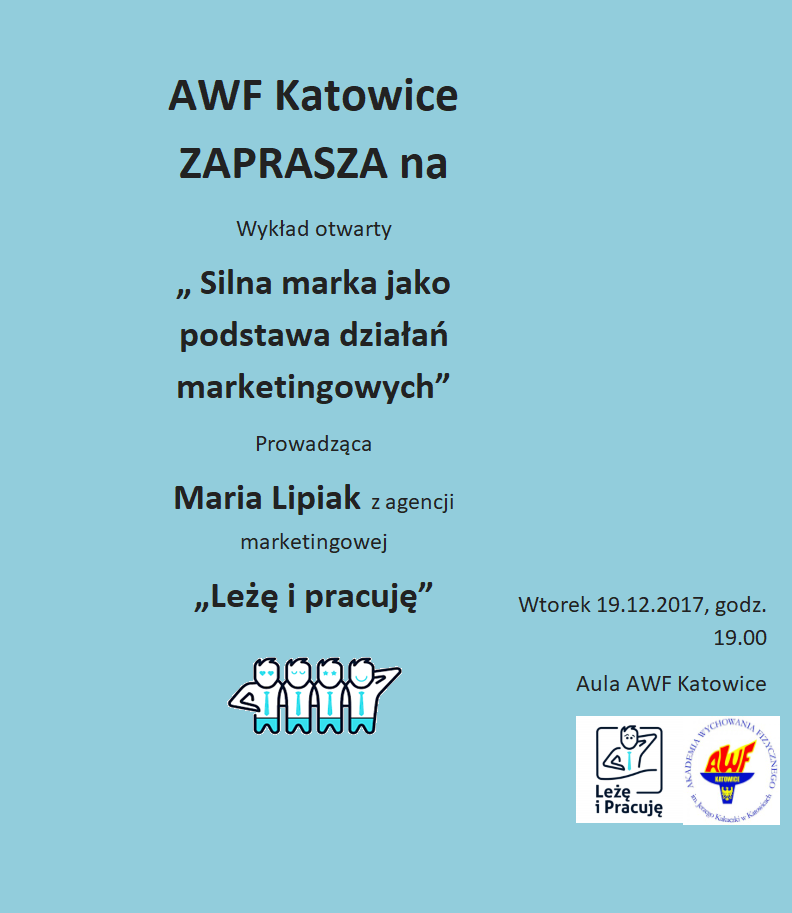 AWF Katowice
ZAPRASZA na
Wykład otwarty
„ Silna marka jako
podstawa działań
marketingowych”
Prowadząca
Maria Lipiak z agencji
marketingowej
„Leżę i pracuję”
Wtorek 19.12.2017, godz.
19.00
Aula AWF Katowice
Leżę
i Pracuję
AKADEMIA WYCHOWANIA FIZYCZNEGO
AWF
KATOWICE
im. Jerzego Kukuczki w Katowicach